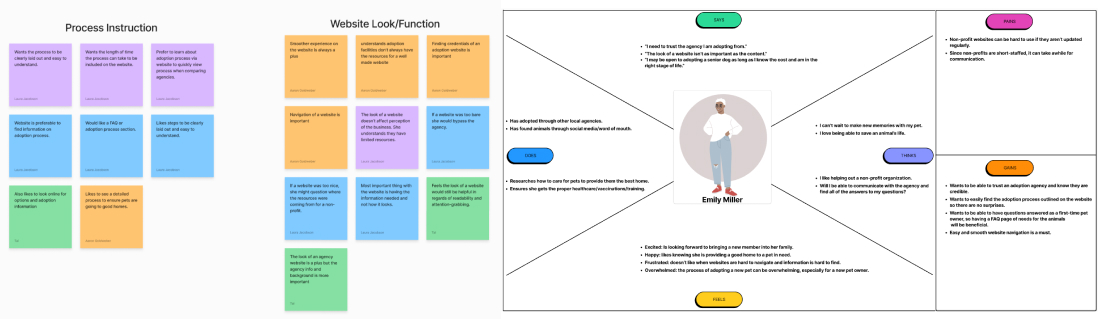 Process Instruction
Wants the process to be
clearly laid out and easy to
understand.
Wants the length of time
the process can take to be
included on the website.
Prefer to learn about
adoption process via
website to quickly view
process when comparing
agencies.
Website is preferable to
find information on
adoption process.
Would like a FAQ or
adoption process section.
Likes steps to be clearly
laid out and easy to
understand.
Also likes to look online for
options and adoption
information
Likes to see a detailed
process to ensure pets are
going to good homes.
Website Look/Function
Smoother experience on
the website is always a
plus
understands adoption
facilities don't always have
the resources for a well
made website
Finding credentials of an
adoption website is
important
Navigation of a website is
important
The look of a website
doesn't affect perception
of the business. She
understands they have
limited resources.
If a website was too bare
she would bypass the
agency.
If a website was too nice,
she might question where
the resources were
coming from for a non-
profit.
Most important thing with
the website is having the
information needed and
not how it looks.
Feels the look of a website
would still be helpful in
regards of readability and
attention-grabbing
The look of an agency
website is a plus but the
agency info and
background is more
important
SAYS
"I need to trust the agency I am adopting from."
"The look of a website isn't as important as the content."
"I may be open to adopting a senior dog as long as I know the cost and am in the
right stage of life."
DOES
Has adopted through other local agencies.
Has found animals through social media/word of mouth.
Researches how to care for pets to provide them the best home.
Ensures she gets the proper healthcare/vaccinations/training.
Emily Miller
THINKS
I can't wait to make new memories with my pet.
I love being able to save an animal's life.
I like helping out a non-profit organization.
Will I be able to communicate with the agency and
find all of the answers to my questions?
Excited: Is looking forward to bringing a new member into her family.
Happy: likes knowing she is providing a good home to a pet in need.
Frustrated: doesn't like when websites are hard to navigate and information is hard to find.
Overwhelmed: the process of adopting a new pet can be overwhelming, especially for a new pet owner.
FEELS
PAINS
Non-profit websites can be hard to use if they aren't updated
regularly.
Since non-profits are short-staffed, it can take awhile for
communication.
GAINS
Wants to be able to trust an adoption agency and know they are
credible.
Wants to easily find the adoption process outlined on the website
so there are no surprises.
Wants to be able to have questions answered as a first-time pet
owner, so having a FAQ page of needs for the animals
will be beneficial.
Easy and smooth website navigation is a must.